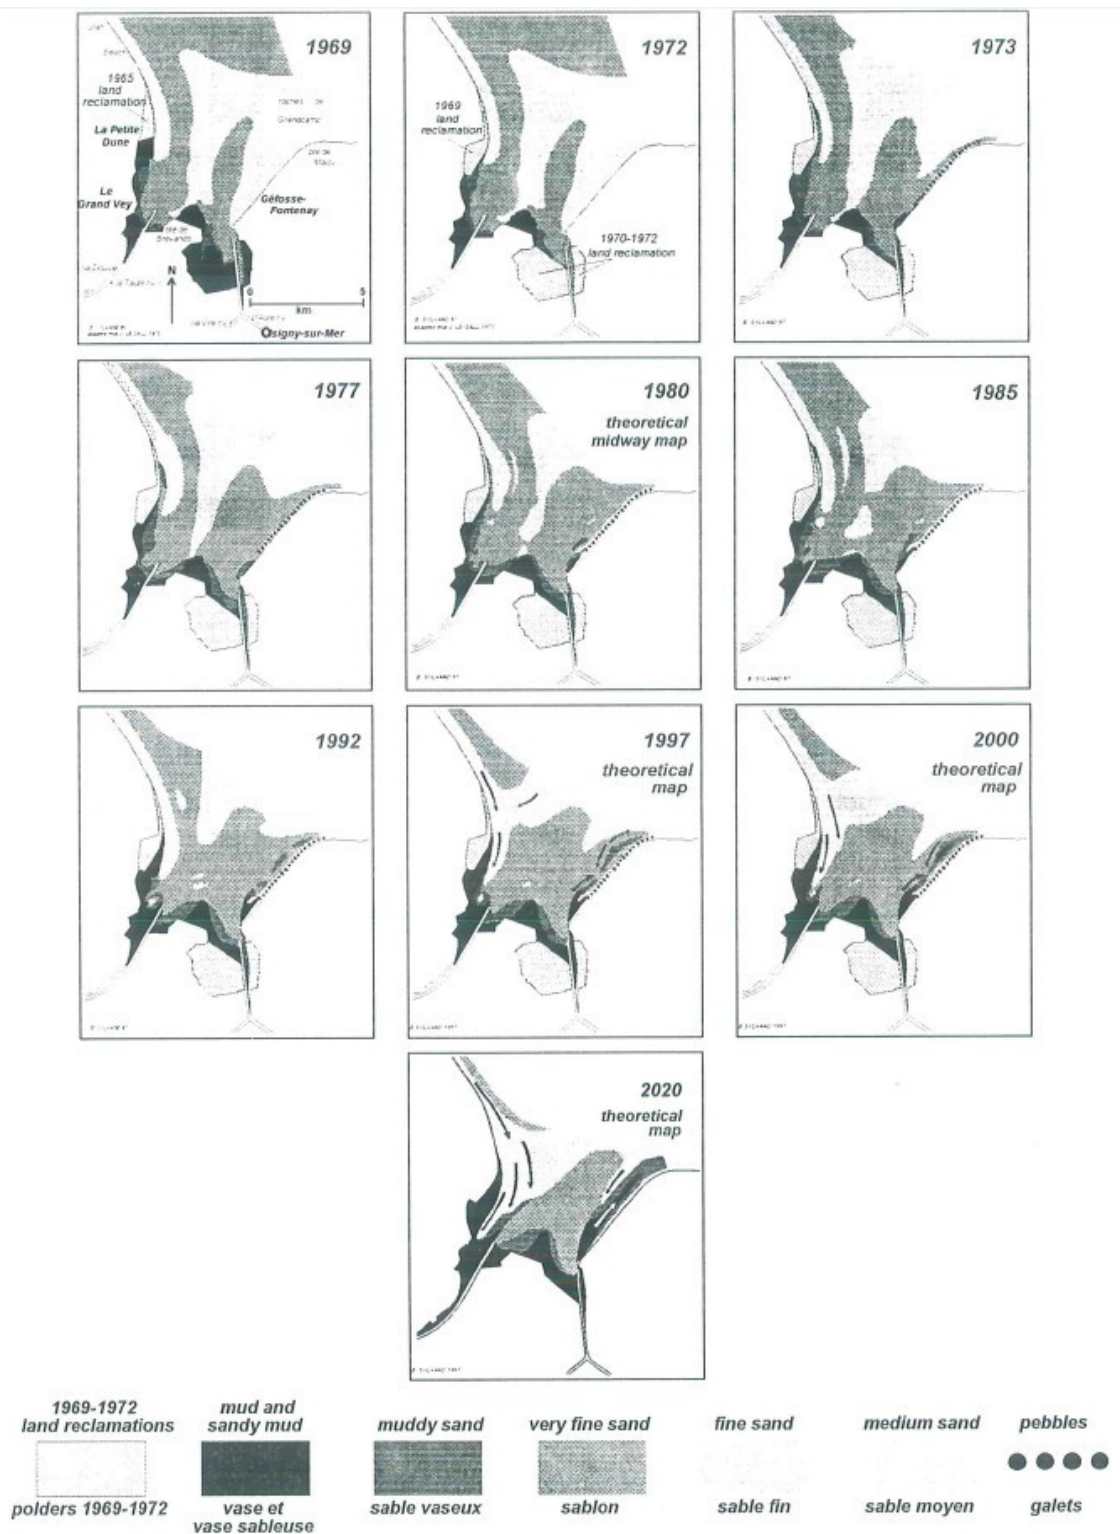 1969
1965
land
reclamation
La Petite
Dune
Le
Grand Vey
Géfosse-
Fontenay
Grandcamp
N
0 5
km
Osigny-sur-Mer
1972
1969
land
reclamation
1970-1972
land reclamation
1973
1977
1980
theoretical
midway map
1985
1992
1997
theoretical
map
2000
theoretical
map
2020
theoretical
map
1969-1972
land reclamations
polders 1969-1972
mud and
sandy mud
vase et
vase sableuse
muddy sand
sable vaseux
very fine sand
sablon
fine sand
sable fin
medium sand
sable moyen
pebbles
galets